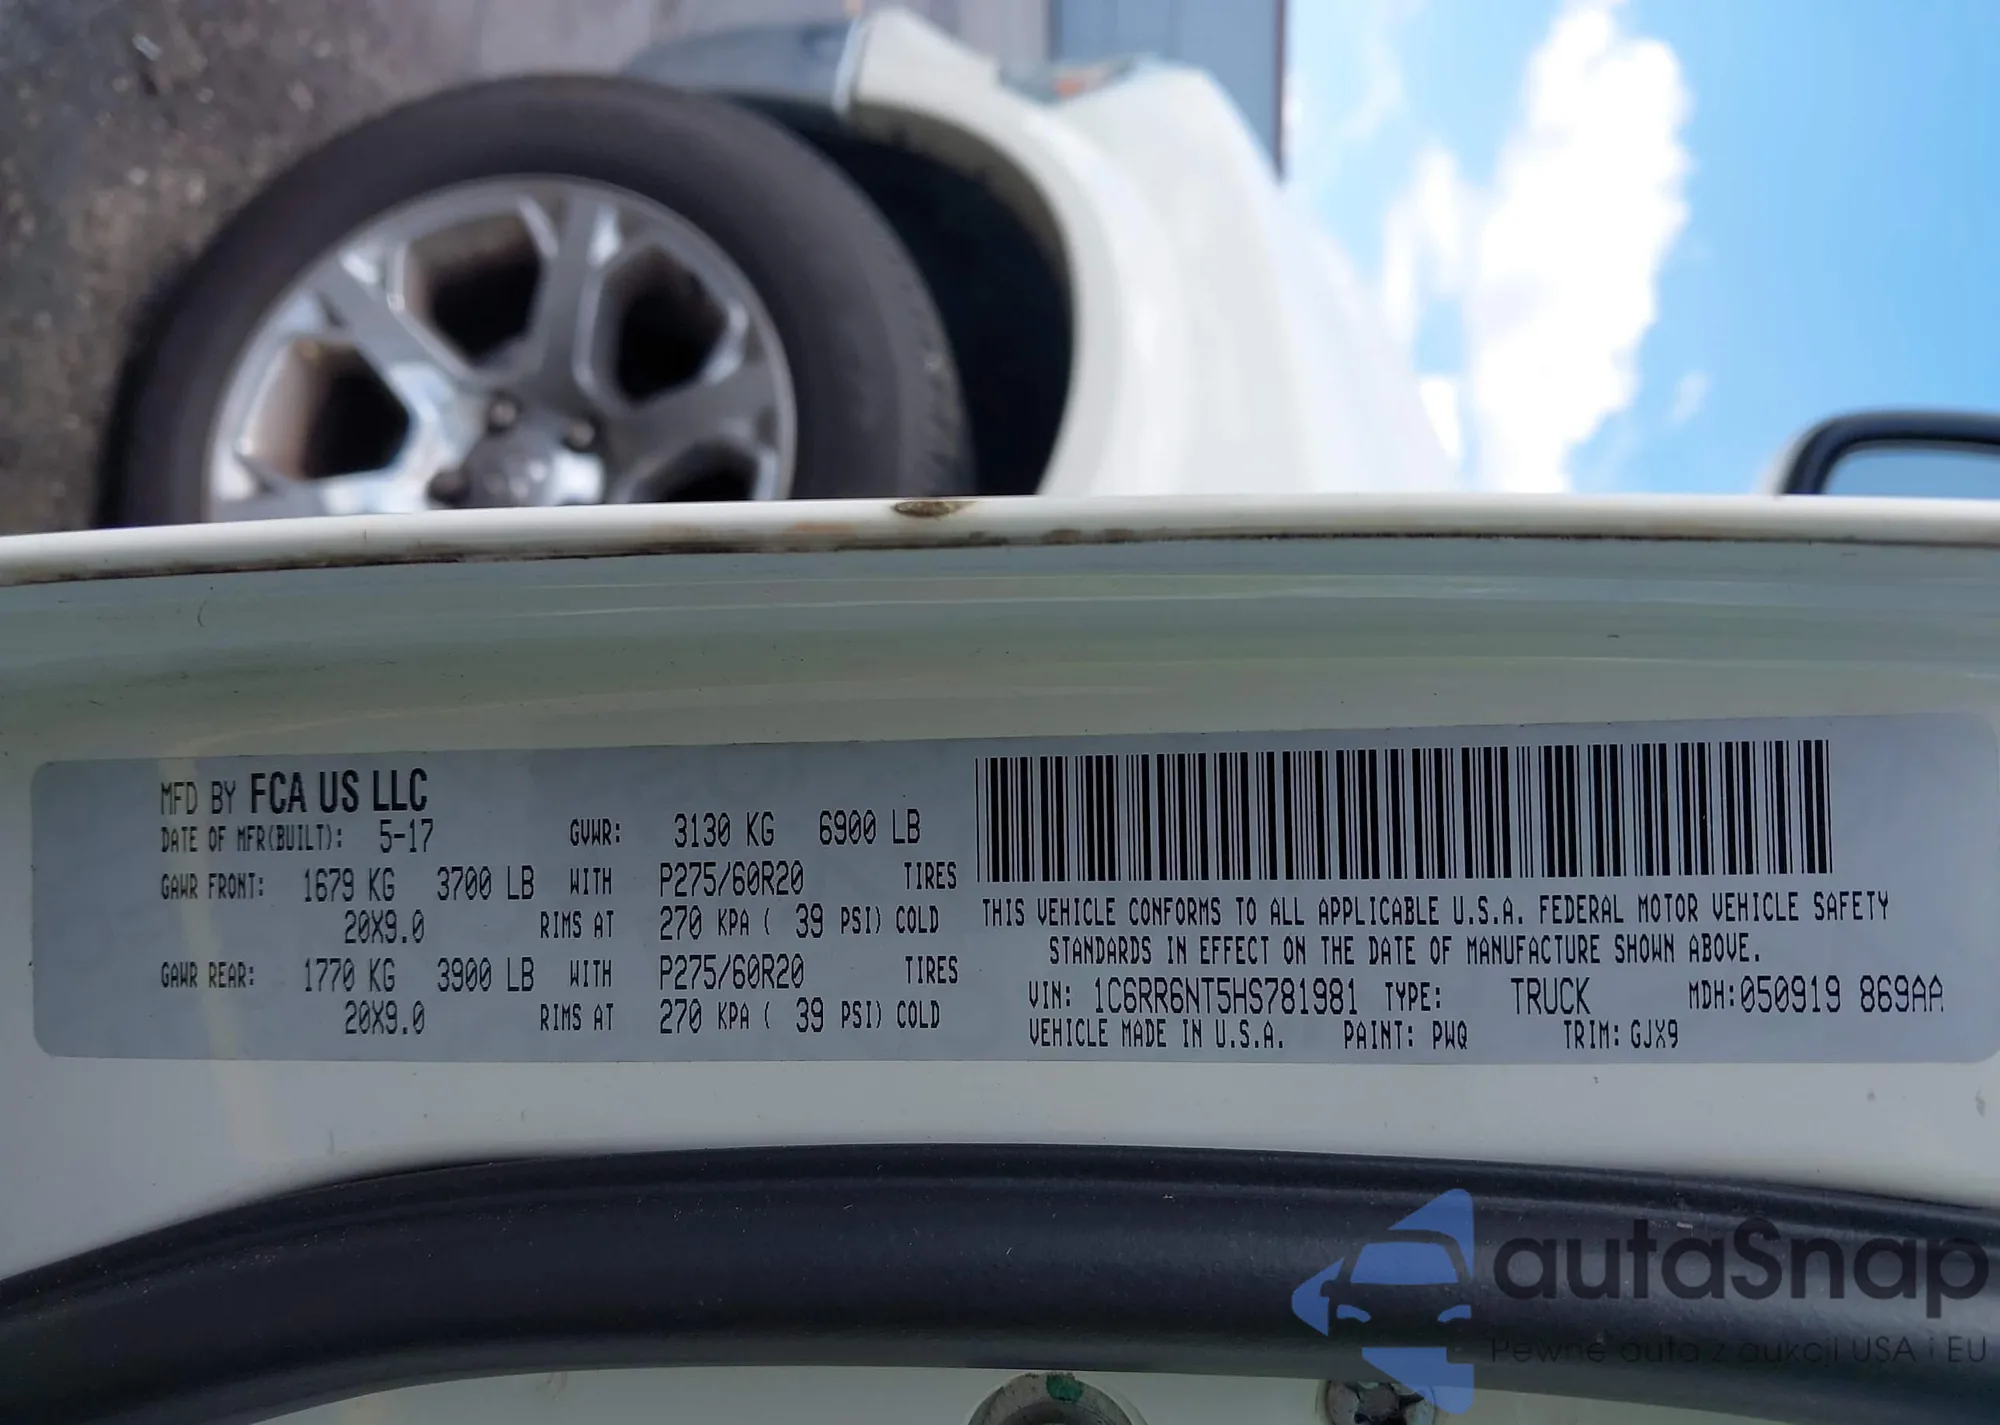 MFD BY FCA US LLC
DATE OF MFR(BUILT): 5-17 GVWR: 3130 KG 6900 LB
GAWR FRONT: 1679 KG 3700 LB WITH P275/60R20 TIRES
20X9.0 RIMS AT 270 KPA ( 39 PSI) COLD
GAWR REAR: 1770 KG 3900 LB WITH P275/60R20 TIRES
20X9.0 RIMS AT 270 KPA ( 39 PSI) COLD
THIS VEHICLE CONFORMS TO ALL APPLICABLE U.S.A. FEDERAL MOTOR VEHICLE SAFETY
STANDARDS IN EFFECT ON THE DATE OF MANUFACTURE SHOWN ABOVE.
VIN: 1C6RR6NT5HS781981 TYPE: TRUCK MDH:050919 869AA
VEHICLE MADE IN U.S.A. PAINT: PWQ TRIM: GJX9
autaSnap
Pewne auta z aukcji USA i EU